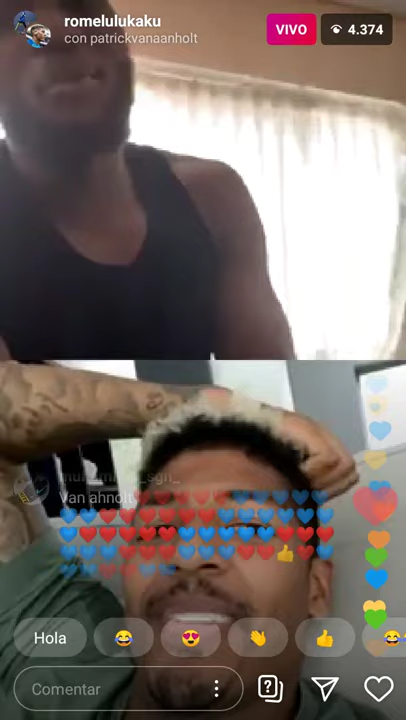 romelulukaku
con patrickvanaanholt
VIVO
4.374
Van ahnolt
Hola
Comentar